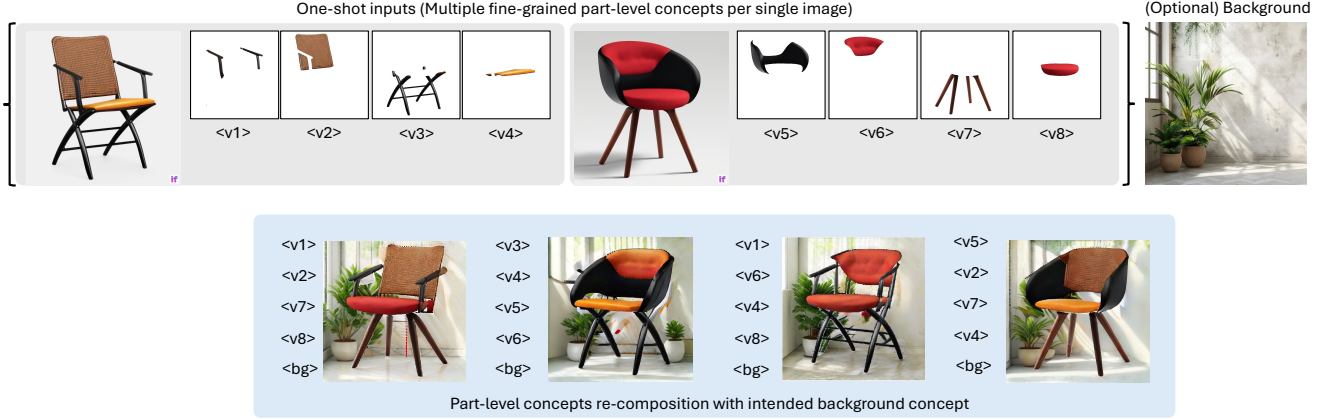 One-shot inputs (Multiple fine-grained part-level concepts per single image)
(Optional) Background
if
<v1>
<v2>
<v3>
<v4>
if
<v5>
<v6>
<v7>
<v8>
<v1>
<v2>
<v7>
<v8>
<bg>
<v3>
<v4>
<v5>
<v6>
<bg>
<v1>
<v6>
<v4>
<v8>
<bg>
<v5>
<v2>
<v7>
<v4>
<bg>
Part-level concepts re-composition with intended background concept